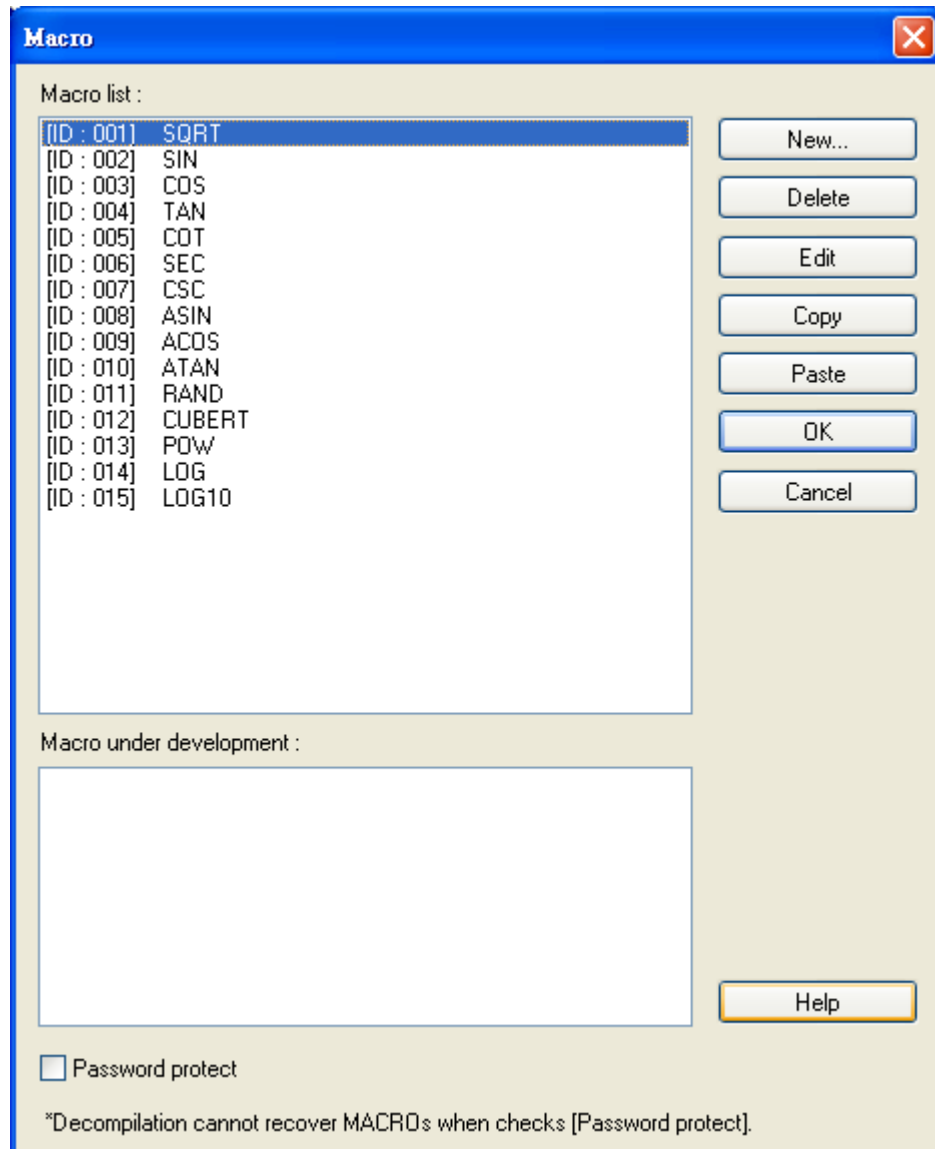 Macro
Macro list :
[ID : 001] SQRT
[ID : 002] SIN
[ID : 003] COS
[ID : 004] TAN
[ID : 005] COT
[ID : 006] SEC
[ID : 007] CSC
[ID : 008] ASIN
[ID : 009] ACOS
[ID : 010] ATAN
[ID : 011] RAND
[ID : 012] CUBERT
[ID : 013] POW
[ID : 014] LOG
[ID : 015] LOG10
New...
Delete
Edit
Copy
Paste
OK
Cancel
Macro under development :
Help
Password protect
*Decompilation cannot recover MACROs when checks [Password protect].